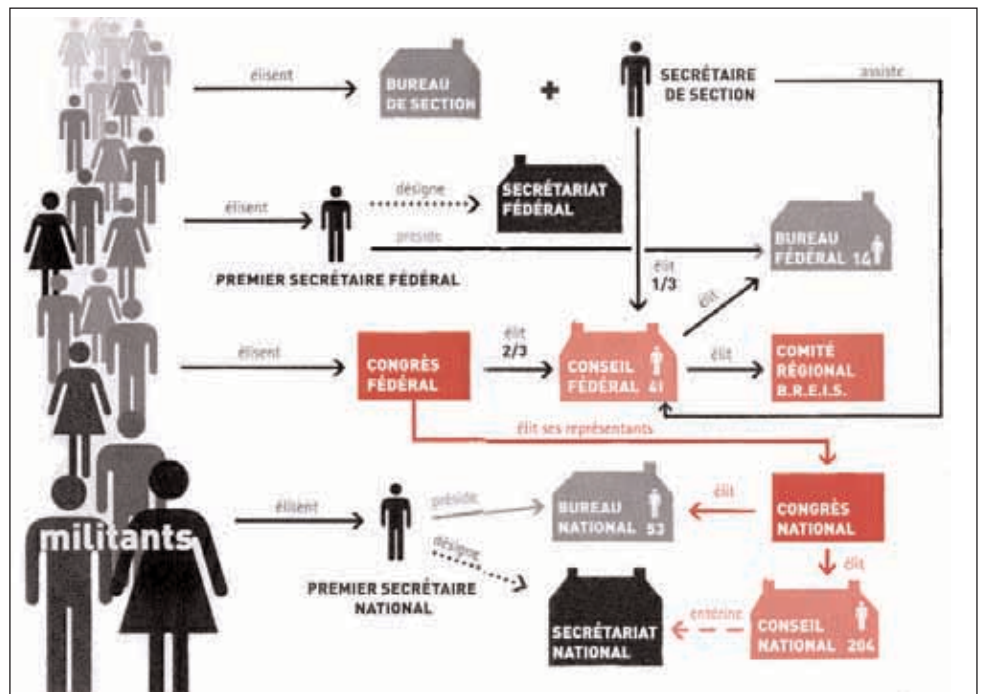 élisent
BUREAU
DE SECTION
+
SECRÉTAIRE
DE SECTION
assiste
élisent
PREMIER SECRÉTAIRE FÉDÉRAL
désigne
SECRÉTARIAT
FÉDÉRAL
préside
BUREAU
FÉDÉRAL 14
élit
1/3
élit
élisent
CONGRÈS
FÉDÉRAL
élit
2/3
CONSEIL
FÉDÉRAL 41
élit
COMITÉ
RÉGIONAL
B.R.E.I.S.
élit ses représentants
militants
élisent
PREMIER SECRÉTAIRE
NATIONAL
préside
désigne
BUREAU
NATIONAL 53
élit
CONGRÈS
NATIONAL
élit
SECRÉTARIAT
NATIONAL
entérine
CONSEIL
NATIONAL 204